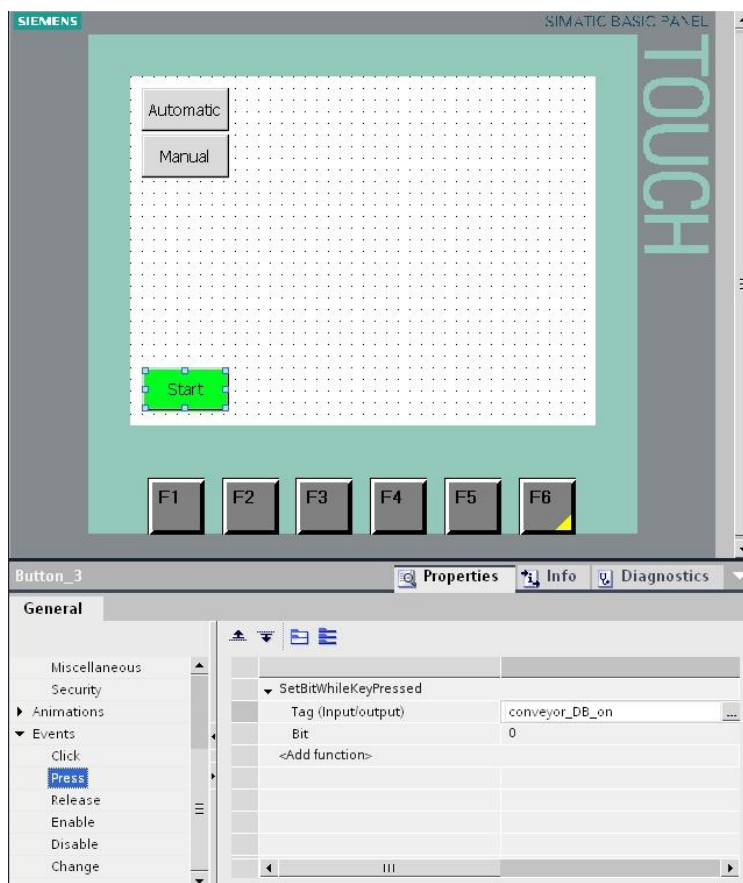 SIEMENS
SIMATIC BASIC PANEL
TOUCH
Automatic
Manual
Start
F1 F2 F3 F4 F5 F6
Button_3
Properties Info Diagnostics
General
Miscellaneous
Security
Animations
Events
Click
Press
Release
Enable
Disable
Change
SetBitWhileKeyPressed
Tag (Input/output) conveyor_DB_on ...
Bit 0
<Add function>